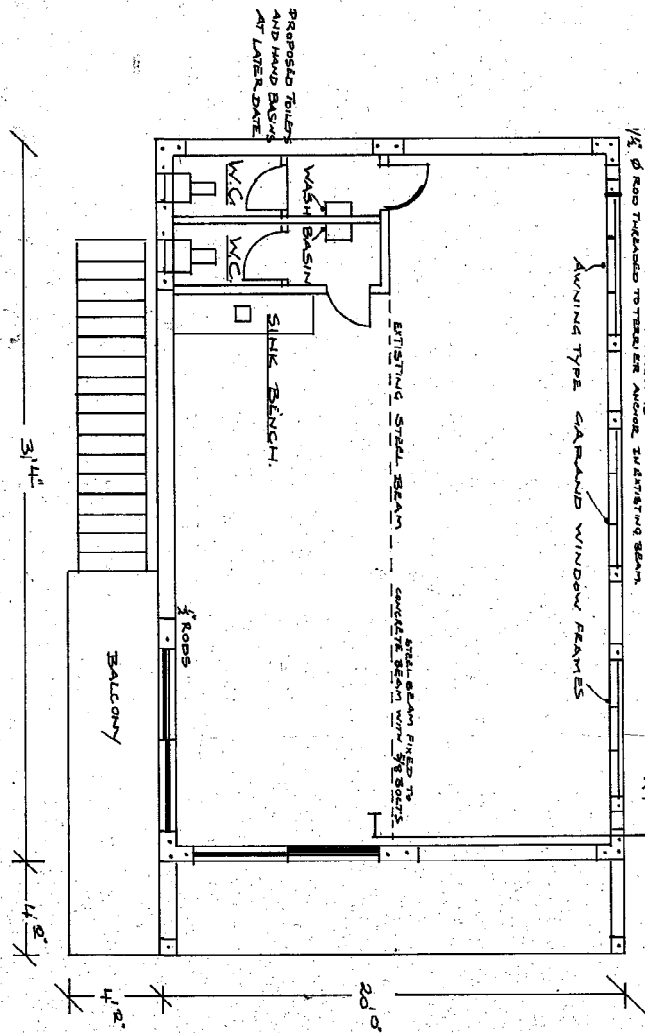 1/2" Ø ROD THREADED TO TERRIER ANCHOR IN EXISTING BEAM.
AWNING TYPE GARAND WINDOW FRAMES
STEEL BEAM FIXED TO
CONCRETE BEAM WITH 5/8 BOLTS
EXTISTING STEEL BEAM
WASH BASIN
PROPOSED TOILETS
AND HAND BASINS
AT LATER DATE
W.C
W.C
SINK BENCH.
1/2" RODS
BALCONY
31'4"
4'2"
4'2"
20'0"